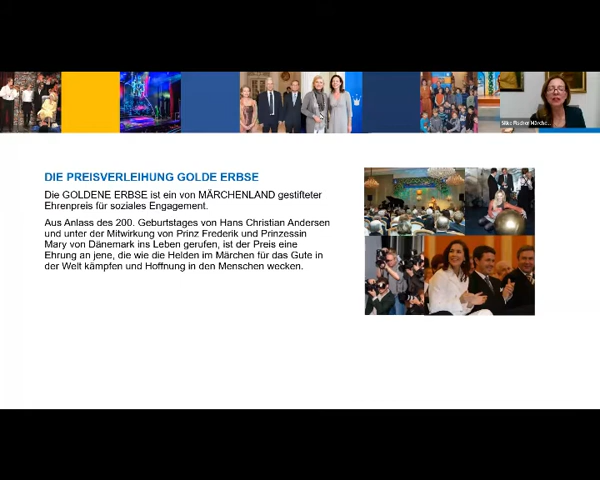 Silke Fischer Märche...
DIE PREISVERLEIHUNG GOLDE ERBSE
Die GOLDENE ERBSE ist ein von MÄRCHENLAND gestifteter
Ehrenpreis für soziales Engagement.
Aus Anlass des 200. Geburtstages von Hans Christian Andersen
und unter der Mitwirkung von Prinz Frederik und Prinzessin
Mary von Dänemark ins Leben gerufen, ist der Preis eine
Ehrung an jene, die wie die Helden im Märchen für das Gute in
der Welt kämpfen und Hoffnung in den Menschen wecken.